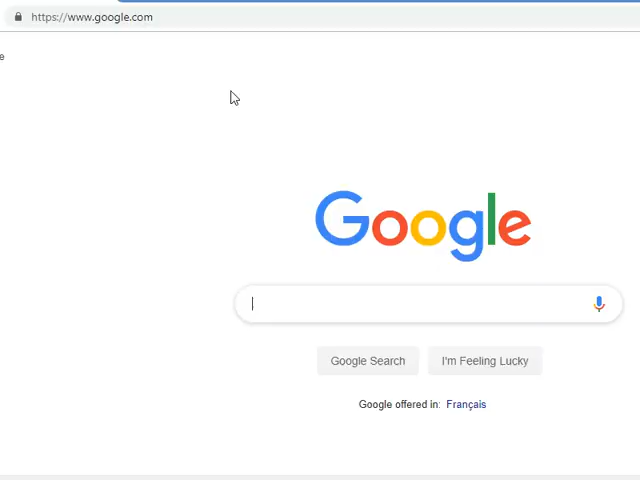 https://www.google.com
e
Google
Google Search
I'm Feeling Lucky
Google offered in: Français